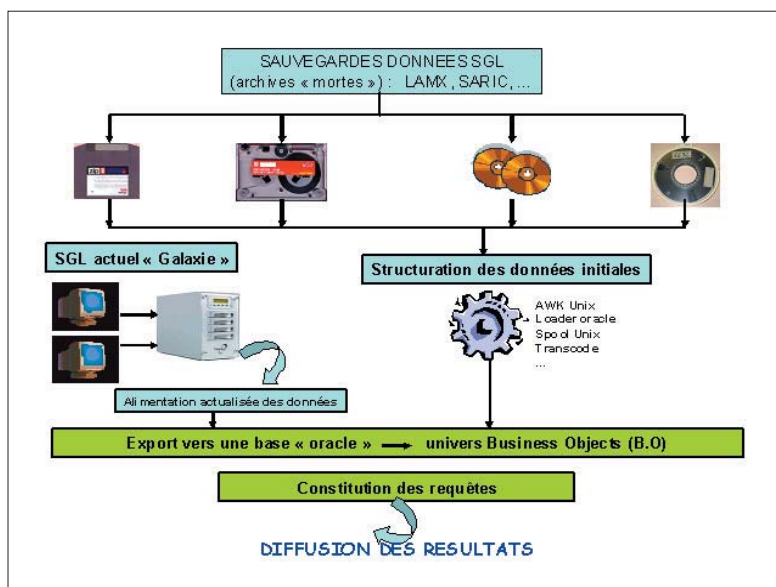 SAUVEGARDES DONNEES SGL
(archives « mortes ») : LAMX, SARIC, ...
SGL actuel « Galaxie »
Structuration des données initiales
AWK Unix
Loader oracle
Spool Unix
Transcode
...
Alimentation actualisée des données
Export vers une base « oracle » → univers Business Objects (B.O)
Constitution des requêtes
DIFFUSION DES RESULTATS